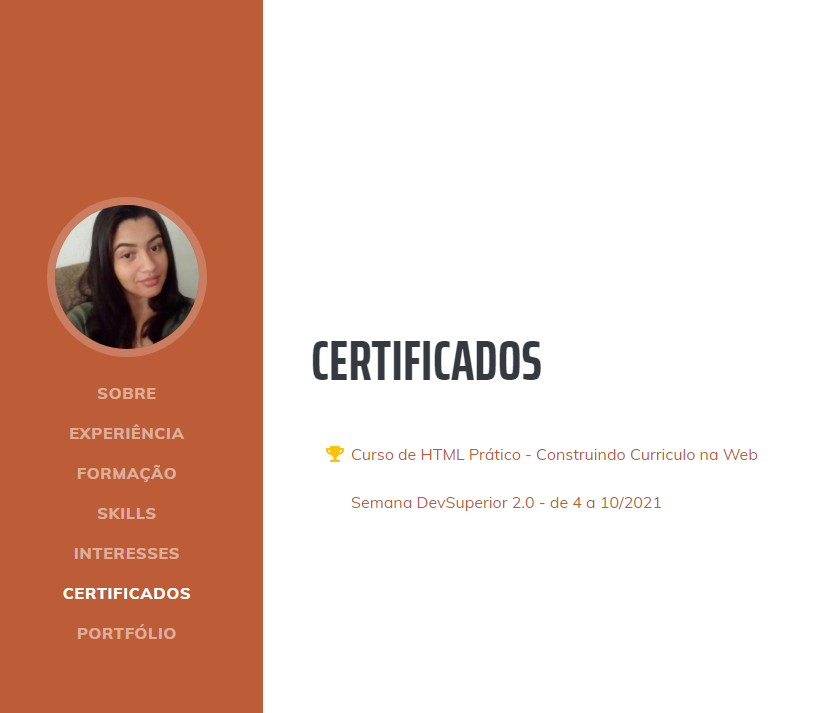 SOBRE
EXPERIÊNCIA
FORMAÇÃO
SKILLS
INTERESSES
CERTIFICADOS
PORTFÓLIO
CERTIFICADOS
Curso de HTML Prático - Construindo Curriculo na Web
Semana DevSuperior 2.0 - de 4 a 10/2021